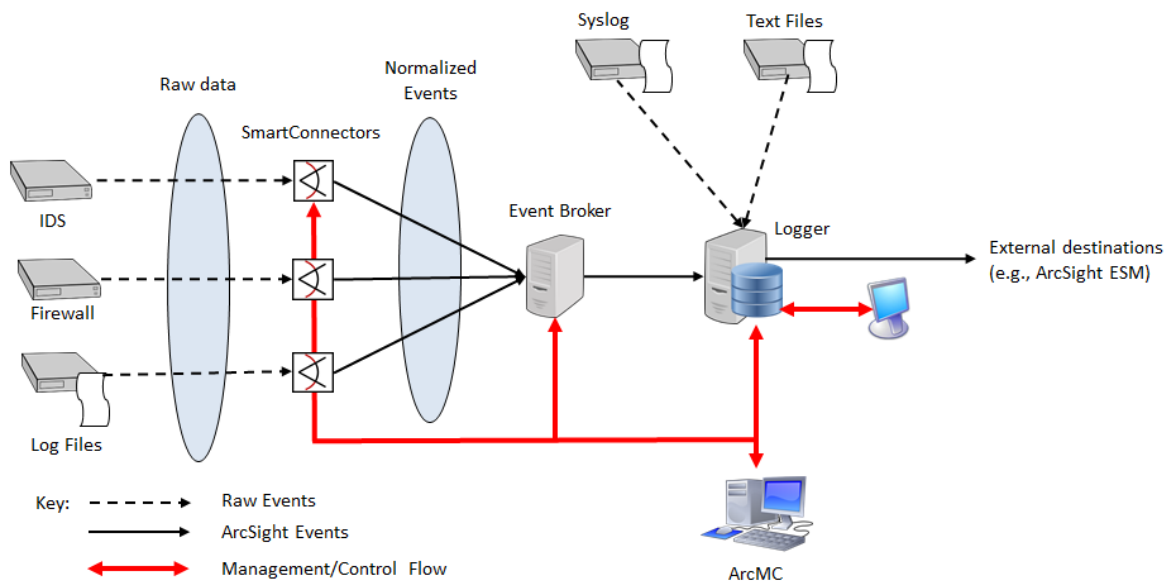 Syslog
Text Files
Raw data
Normalized
Events
SmartConnectors
IDS
Event Broker
Logger
External destinations
(e.g., ArcSight ESM)
Firewall
Log Files
Key:
Raw Events
ArcSight Events
Management/Control Flow
ArcMC